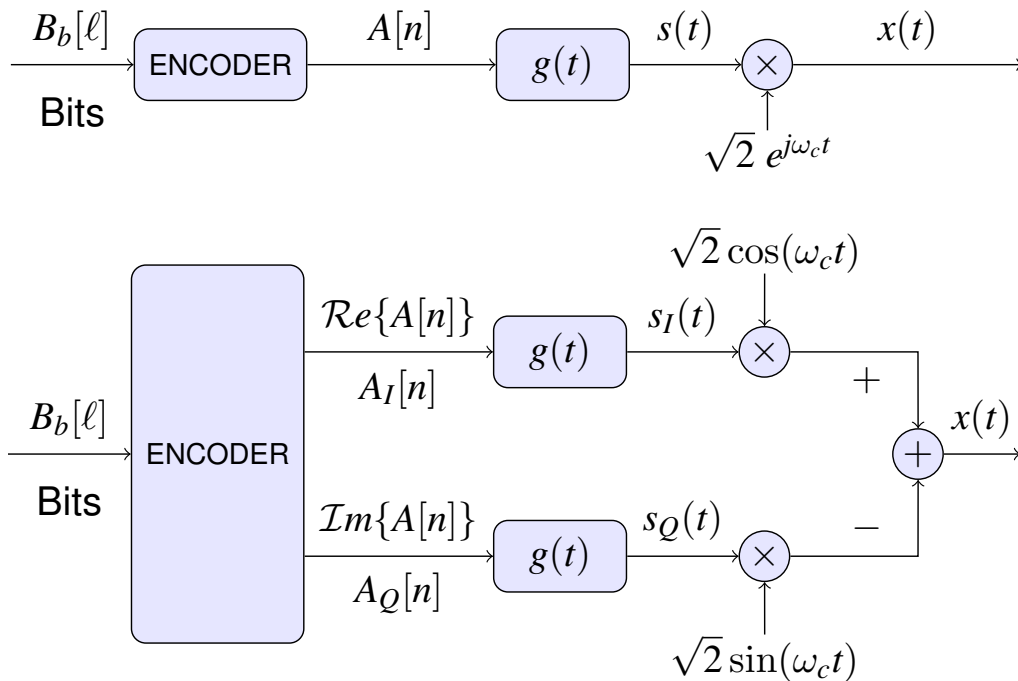 B_b[ℓ] A[n] s(t) x(t)
ENCODER g(t) ×
Bits
√2 e^{jω_c t}
√2 cos(ω_c t)
ℛe{A[n]} s_I(t)
g(t) ×
A_I[n] +
B_b[ℓ] x(t)
ENCODER +
Bits
ℐm{A[n]} s_Q(t) −
g(t) ×
A_Q[n]
√2 sin(ω_c t)